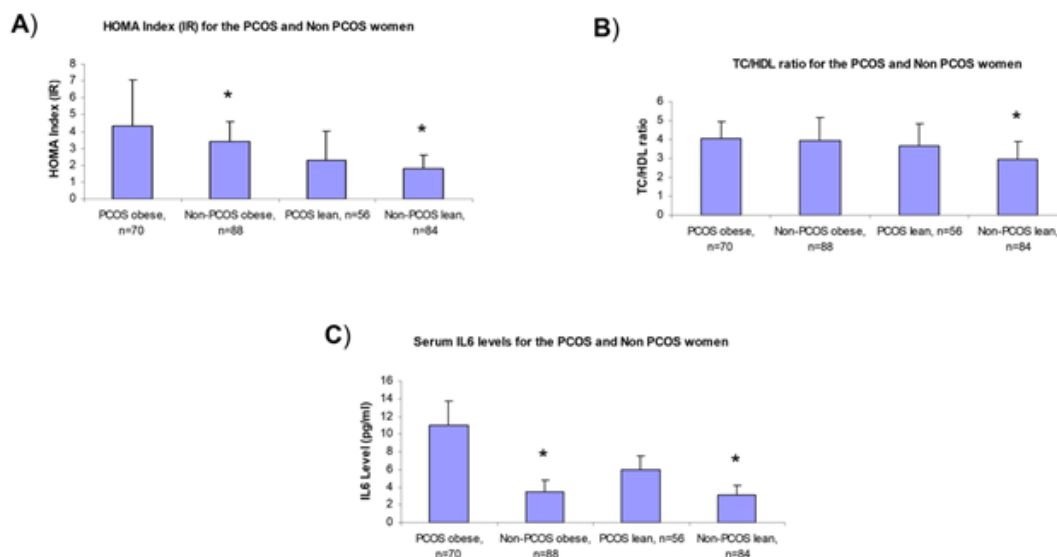 A)
HOMA Index (IR) for the PCOS and Non PCOS women
HOMA Index (IR)
8
7
6
5
4
3
2
1
0
*
*
PCOS obese, n=70
Non-PCOS obese, n=88
PCOS lean, n=56
Non-PCOS lean, n=84
B)
TC/HDL ratio for the PCOS and Non PCOS women
TC/HDL ratio
6
5
4
3
2
1
0
*
PCOS obese, n=70
Non-PCOS obese, n=88
PCOS lean, n=56
Non-PCOS lean, n=84
C)
Serum IL6 levels for the PCOS and Non PCOS women
IL6 Level (pg/ml)
16
14
12
10
8
6
4
2
0
*
*
PCOS obese, n=70
Non-PCOS obese, n=88
PCOS lean, n=56
Non-PCOS lean, n=84